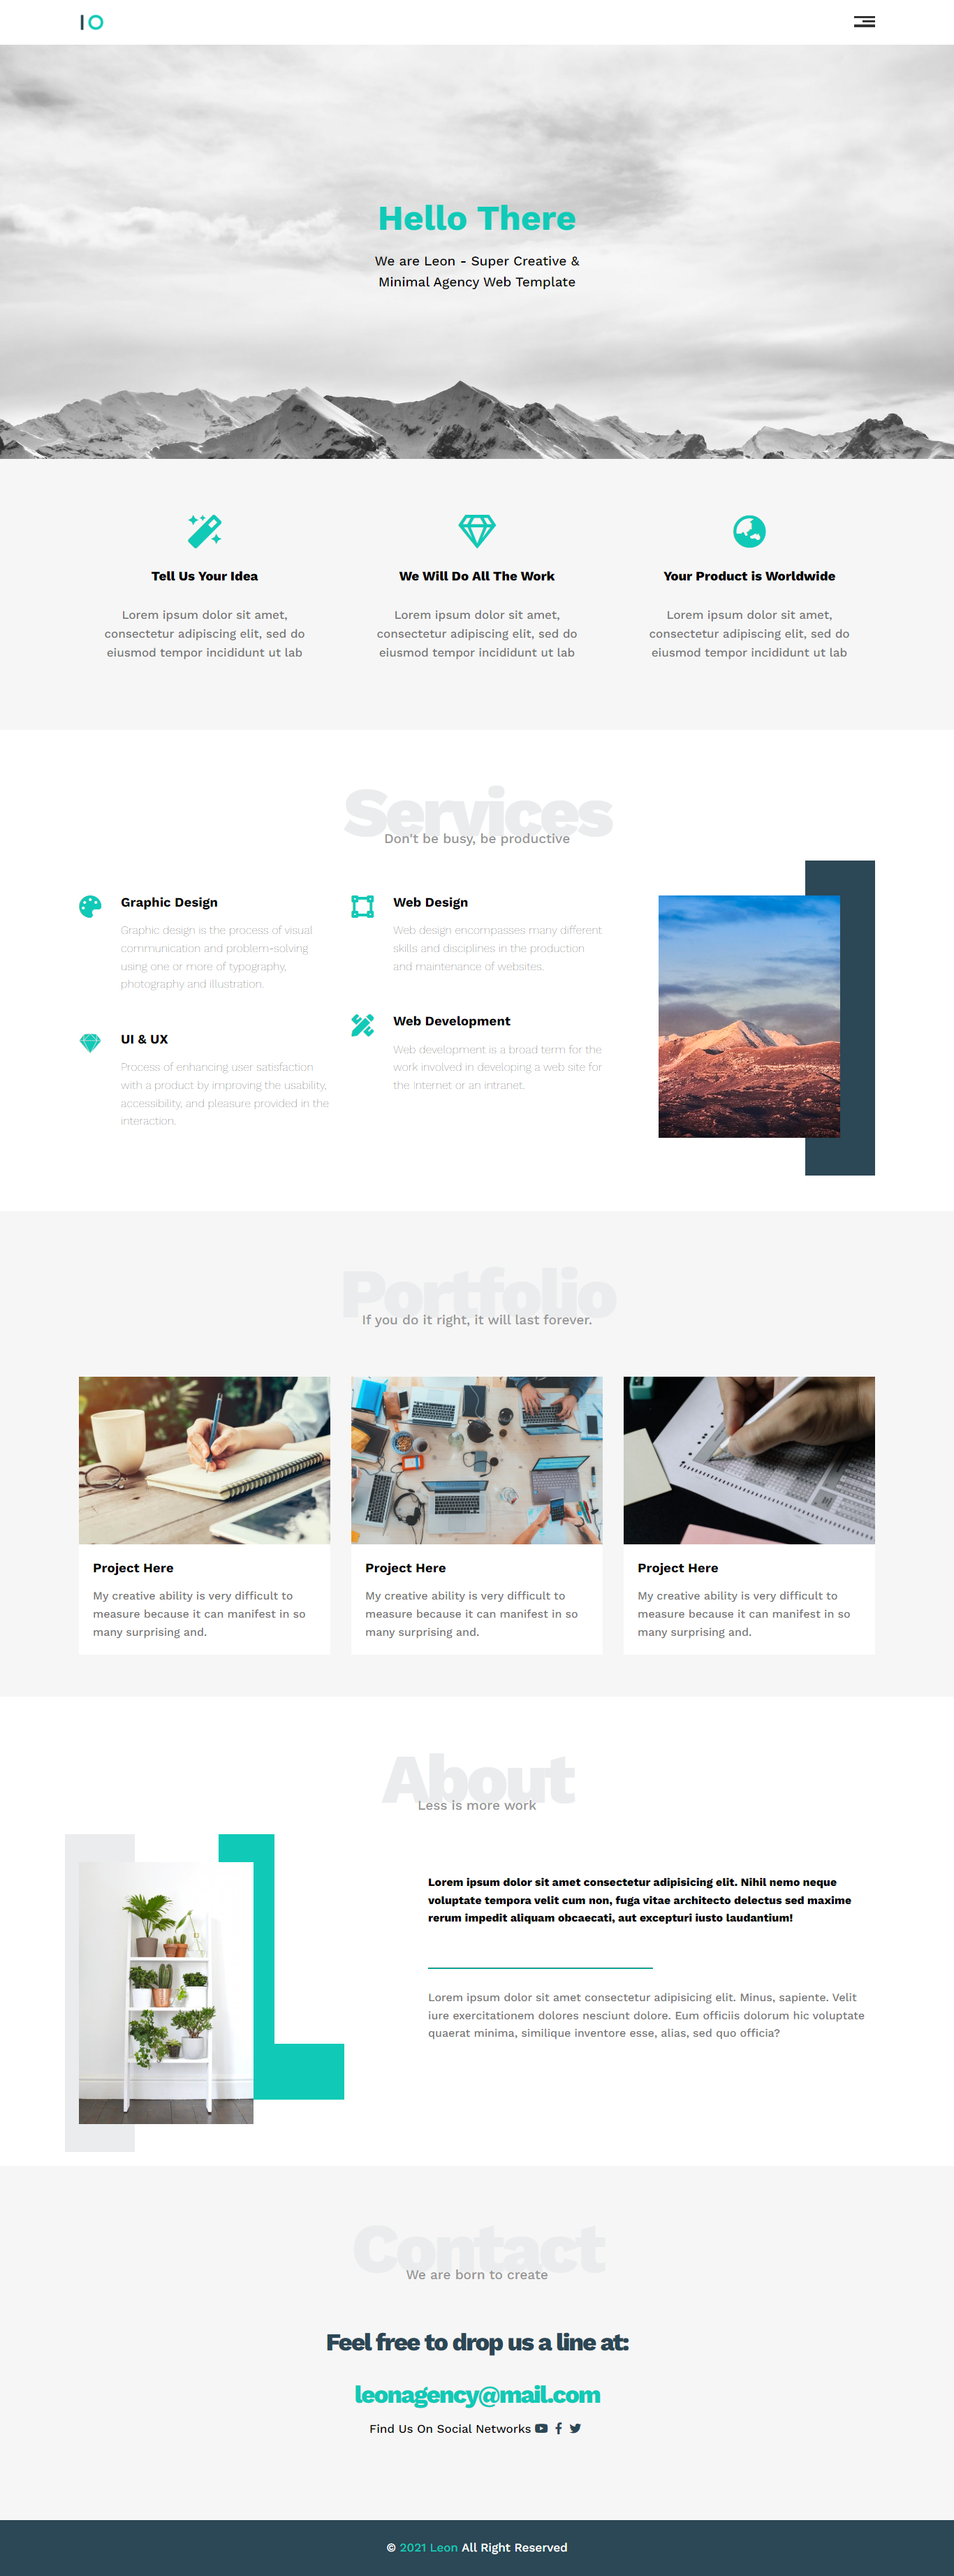 IO
Hello There
We are Leon - Super Creative &
Minimal Agency Web Template
Tell Us Your Idea
Lorem ipsum dolor sit amet,
consectetur adipiscing elit, sed do
eiusmod tempor incididunt ut lab
We Will Do All The Work
Lorem ipsum dolor sit amet,
consectetur adipiscing elit, sed do
eiusmod tempor incididunt ut lab
Your Product is Worldwide
Lorem ipsum dolor sit amet,
consectetur adipiscing elit, sed do
eiusmod tempor incididunt ut lab
Services
Don't be busy, be productive
Graphic Design
Graphic design is the process of visual
communication and problem-solving
using one or more of typography,
photography and illustration.
UI & UX
Process of enhancing user satisfaction
with a product by improving the usability,
accessibility, and pleasure provided in the
interaction.
Web Design
Web design encompasses many different
skills and disciplines in the production
and maintenance of websites.
Web Development
Web development is a broad term for the
work involved in developing a web site for
the Internet or an intranet.
Portfolio
If you do it right, it will last forever.
Project Here
My creative ability is very difficult to
measure because it can manifest in so
many surprising and.
Project Here
My creative ability is very difficult to
measure because it can manifest in so
many surprising and.
Project Here
My creative ability is very difficult to
measure because it can manifest in so
many surprising and.
About
Less is more work
Lorem ipsum dolor sit amet consectetur adipisicing elit. Nihil nemo neque
voluptate tempora velit cum non, fuga vitae architecto delectus sed maxime
rerum impedit aliquam obcaecati, aut excepturi iusto laudantium!
Lorem ipsum dolor sit amet consectetur adipisicing elit. Minus, sapiente. Velit
iure exercitationem dolores nesciunt dolore. Eum officiis dolorum hic voluptate
quaerat minima, similique inventore esse, alias, sed quo officia?
Contact
We are born to create
Feel free to drop us a line at:
leonagency@mail.com
Find Us On Social Networks
© 2021 Leon All Right Reserved